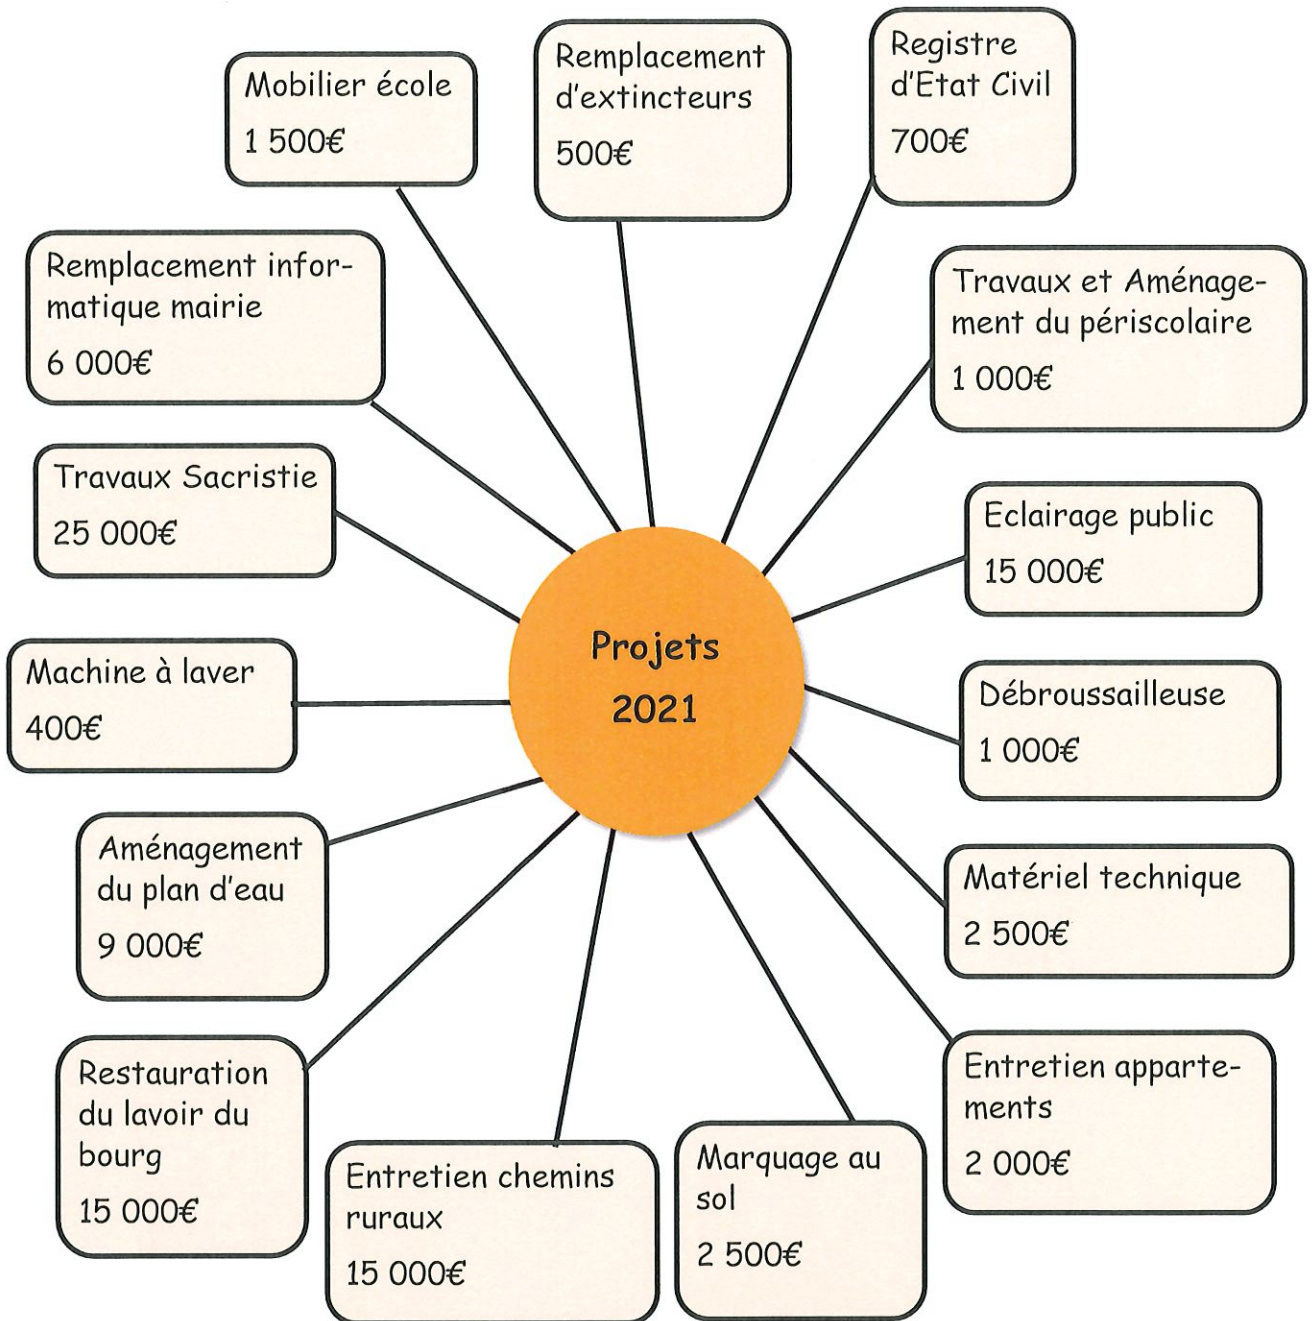 Mobilier école
1 500€
Remplacement
d'extincteurs
500€
Registre
d'Etat Civil
700€
Remplacement infor-
matique mairie
6 000€
Travaux et Aménage-
ment du périscolaire
1 000€
Travaux Sacristie
25 000€
Eclairage public
15 000€
Projets
2021
Machine à laver
400€
Débroussailleuse
1 000€
Aménagement
du plan d'eau
9 000€
Matériel technique
2 500€
Restauration
du lavoir du
bourg
15 000€
Entretien chemins
ruraux
15 000€
Marquage au
sol
2 500€
Entretien apparte-
ments
2 000€